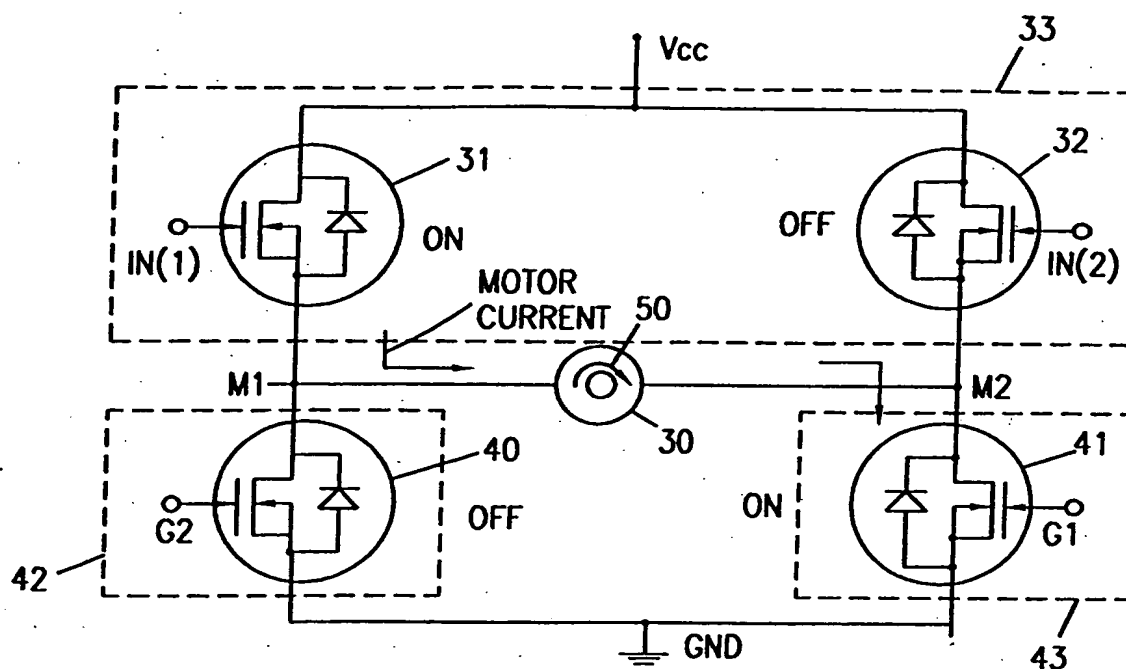 33
Vcc
31
32
ON
OFF
IN(1)
IN(2)
MOTOR
CURRENT
50
M1
M2
30
40
41
G2
OFF
ON
G1
42
GND
43